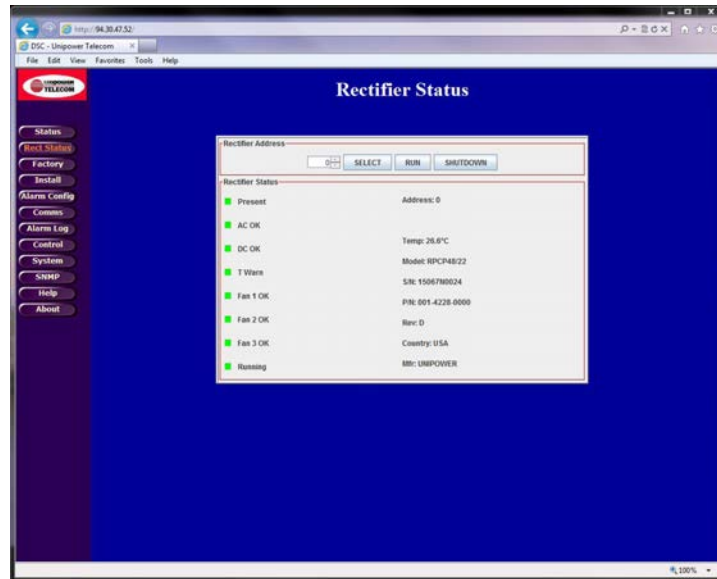 http://94.30.47.52/
DSC - Unipower Telecom
File Edit View Favorites Tools Help
UNIPOWER
TELECOM
Rectifier Status
Status
Rect Status
Factory
Install
Alarm Config
Comms
Alarm Log
Control
System
SNMP
Help
About
Rectifier Address
0 SELECT RUN SHUTDOWN
Rectifier Status
Present Address: 0
AC OK
DC OK Temp: 26.6°C
Model: RPCP48/22
T Warn
S/N: 15067N0024
Fan 1 OK
P/N: 001-4228-0000
Fan 2 OK Rev: D
Fan 3 OK Country: USA
Running Mfr: UNIPOWER
100%